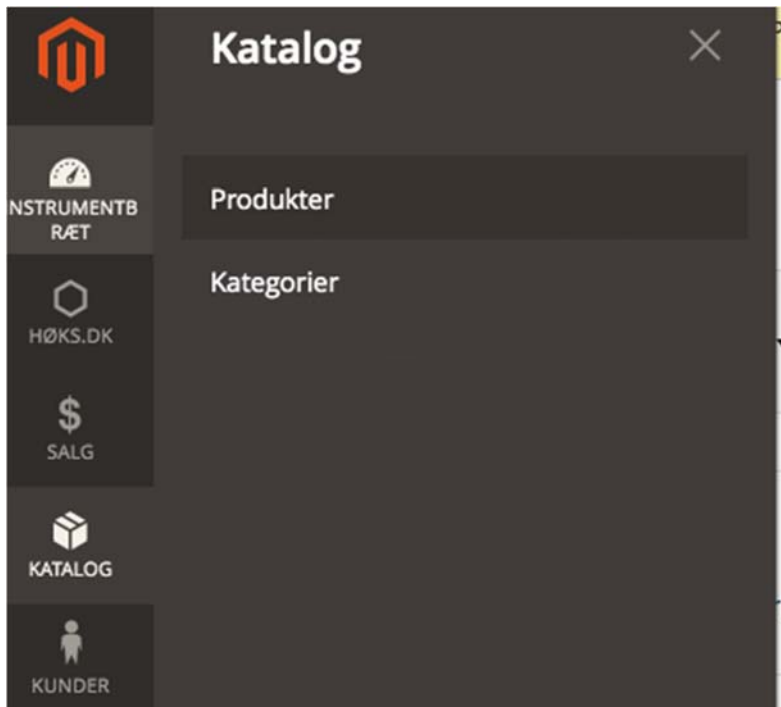 Katalog
NSTRUMENTB
RÆT
HØKS.DK
$
SALG
KATALOG
KUNDER
Produkter
Kategorier